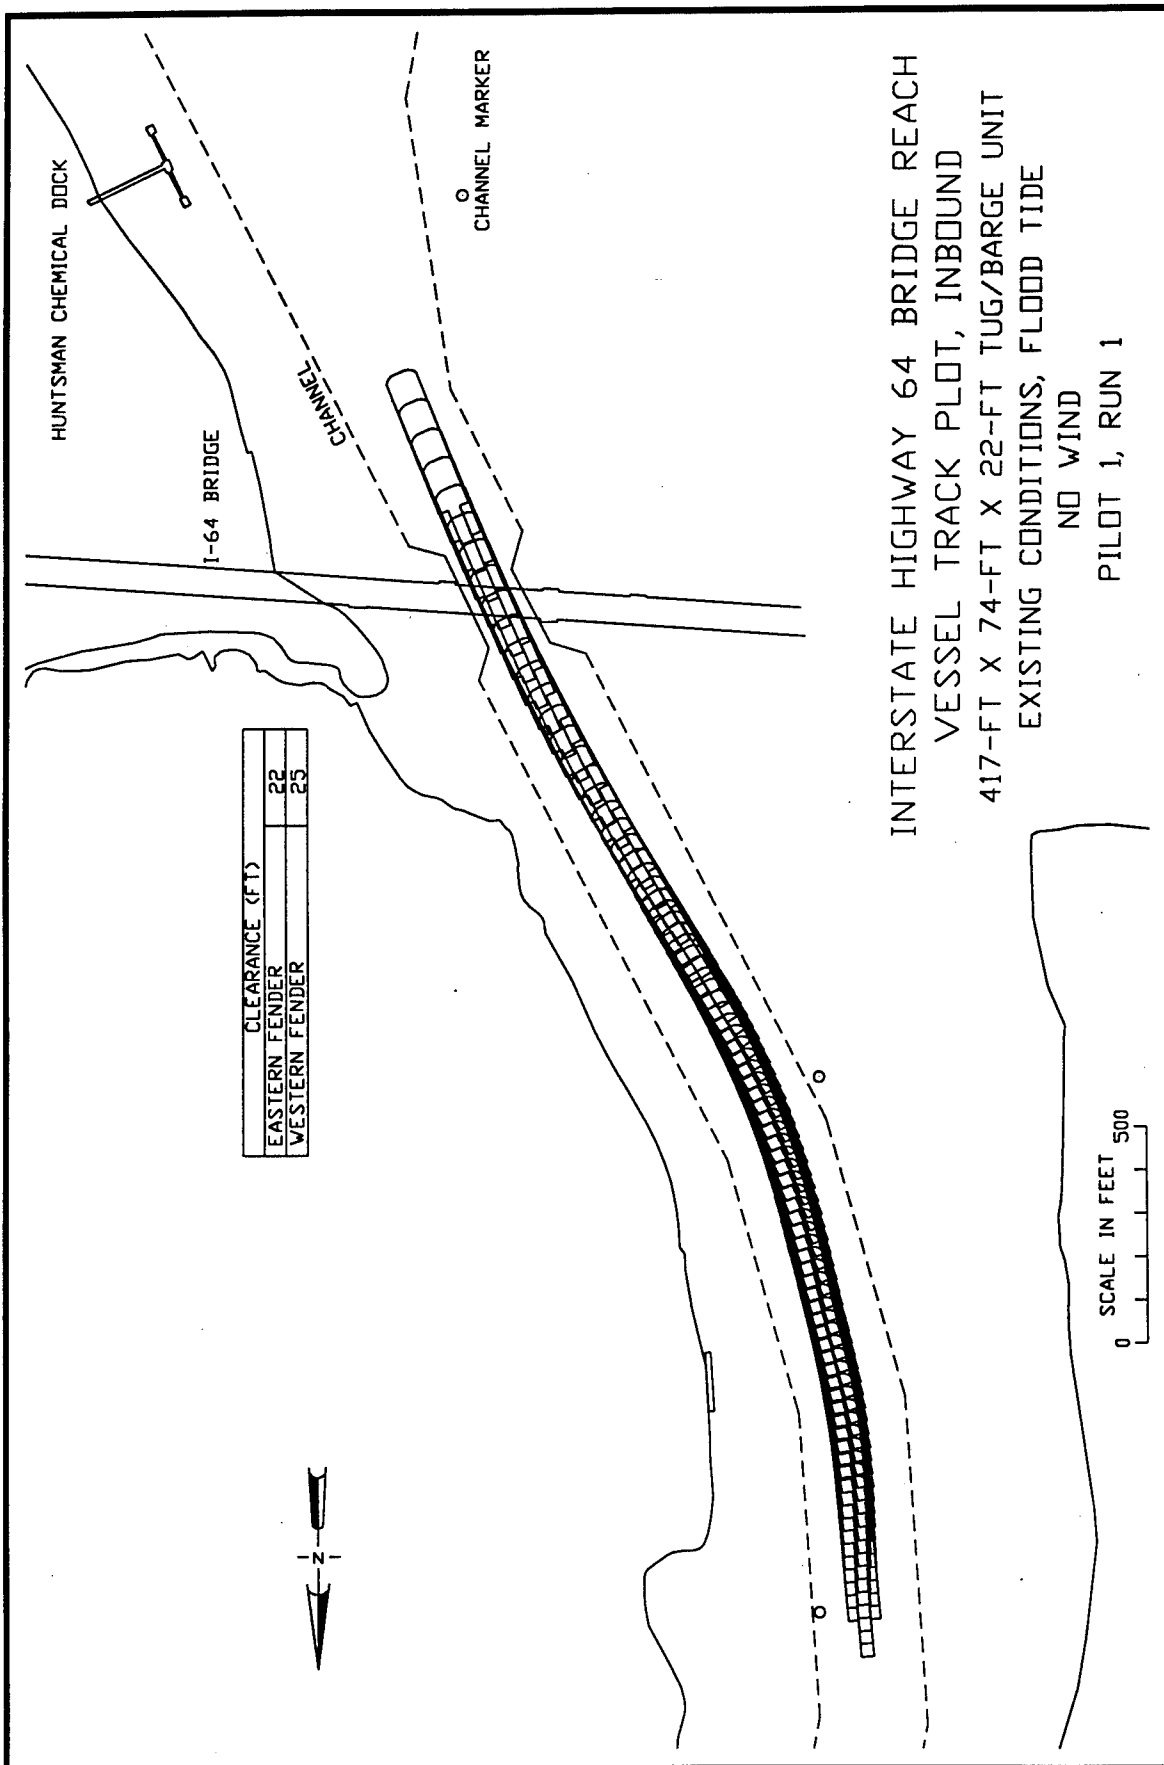 HUNTSMAN CHEMICAL DOCK
CHANNEL MARKER
CHANNEL
I-64 BRIDGE
CLEARANCE (FT)
EASTERN FENDER 22
WESTERN FENDER 25
-N-
SCALE IN FEET
0 500
INTERSTATE HIGHWAY 64 BRIDGE REACH
VESSEL TRACK PLOT, INBOUND
417-FT X 74-FT X 22-FT TUG/BARGE UNIT
EXISTING CONDITIONS, FLOOD TIDE
NO WIND
PILOT 1, RUN 1